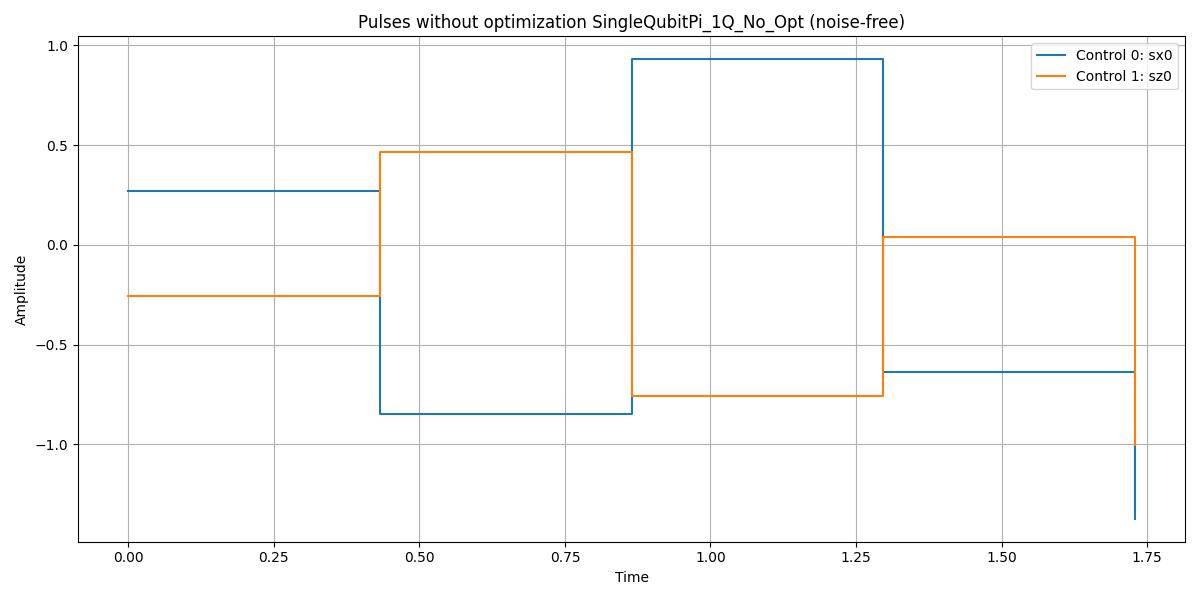 Pulses without optimization SingleQubitPi_1Q_No_Opt (noise-free)
Control 0: sx0
Control 1: sz0
Amplitude
1.0
0.5
0.0
−0.5
−1.0
0.00 0.25 0.50 0.75 1.00 1.25 1.50 1.75
Time